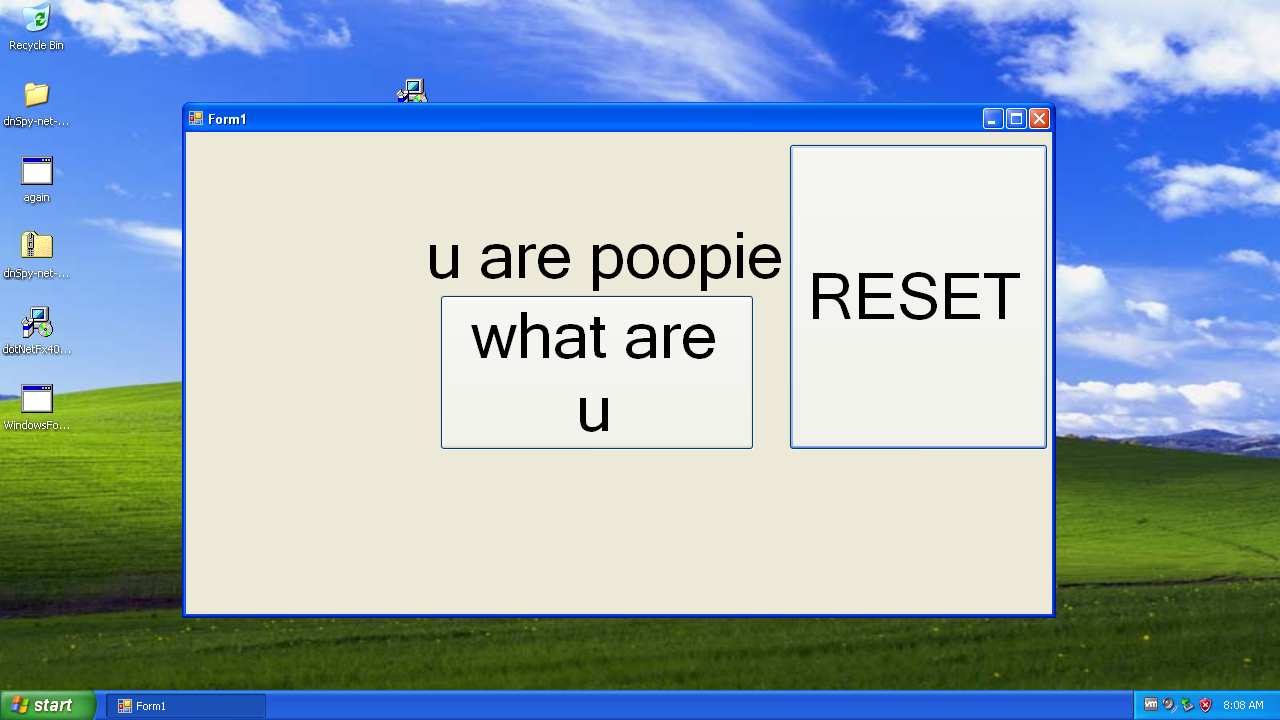 Recycle Bin
dnSpy-net-...
again
dnSpy-net-...
dotNetFx40...
WindowsFo...
Form1
u are poopie
what are
u
RESET
start
Form1
vm
8:08 AM